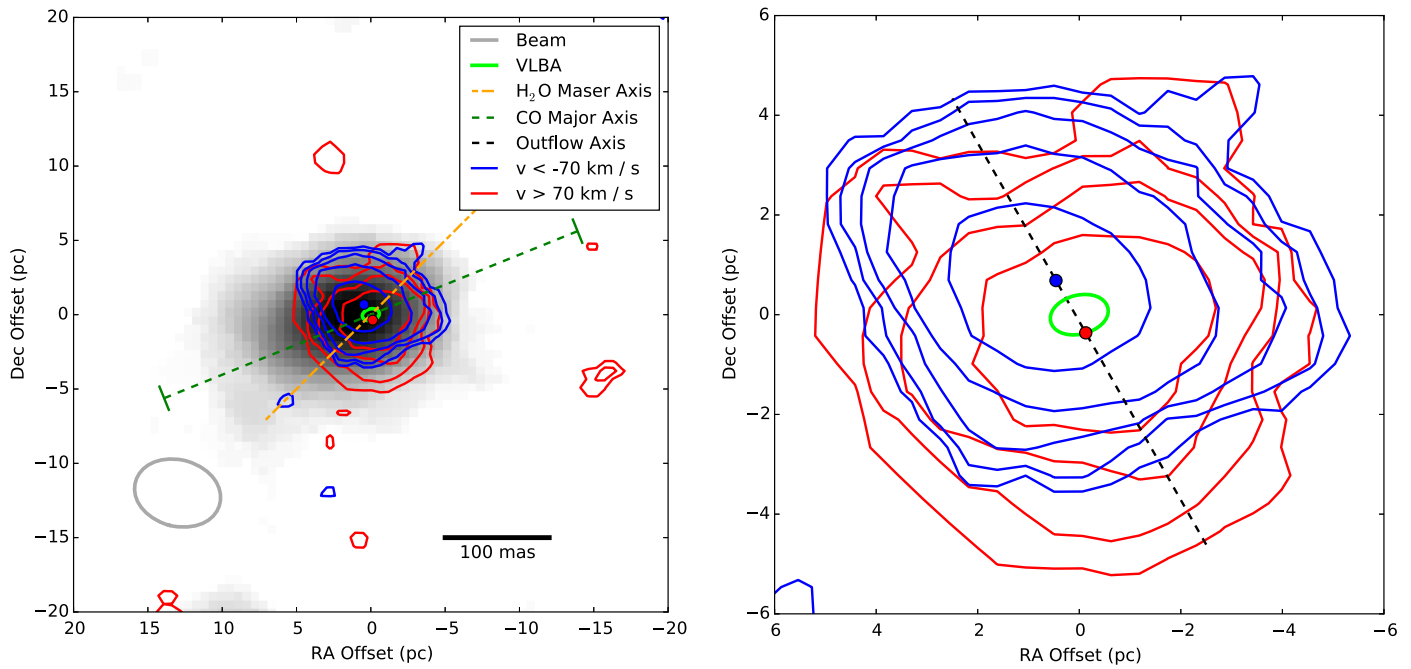 20
15
10
5
0
−5
−10
−15
−20
Dec Offset (pc)
20
15
10
5
0
−5
−10
−15
−20
RA Offset (pc)
Beam
VLBA
H₂O Maser Axis
CO Major Axis
Outflow Axis
v < -70 km / s
v > 70 km / s
100 mas
6
4
2
0
−2
−4
−6
Dec Offset (pc)
6
4
2
0
−2
−4
−6
RA Offset (pc)